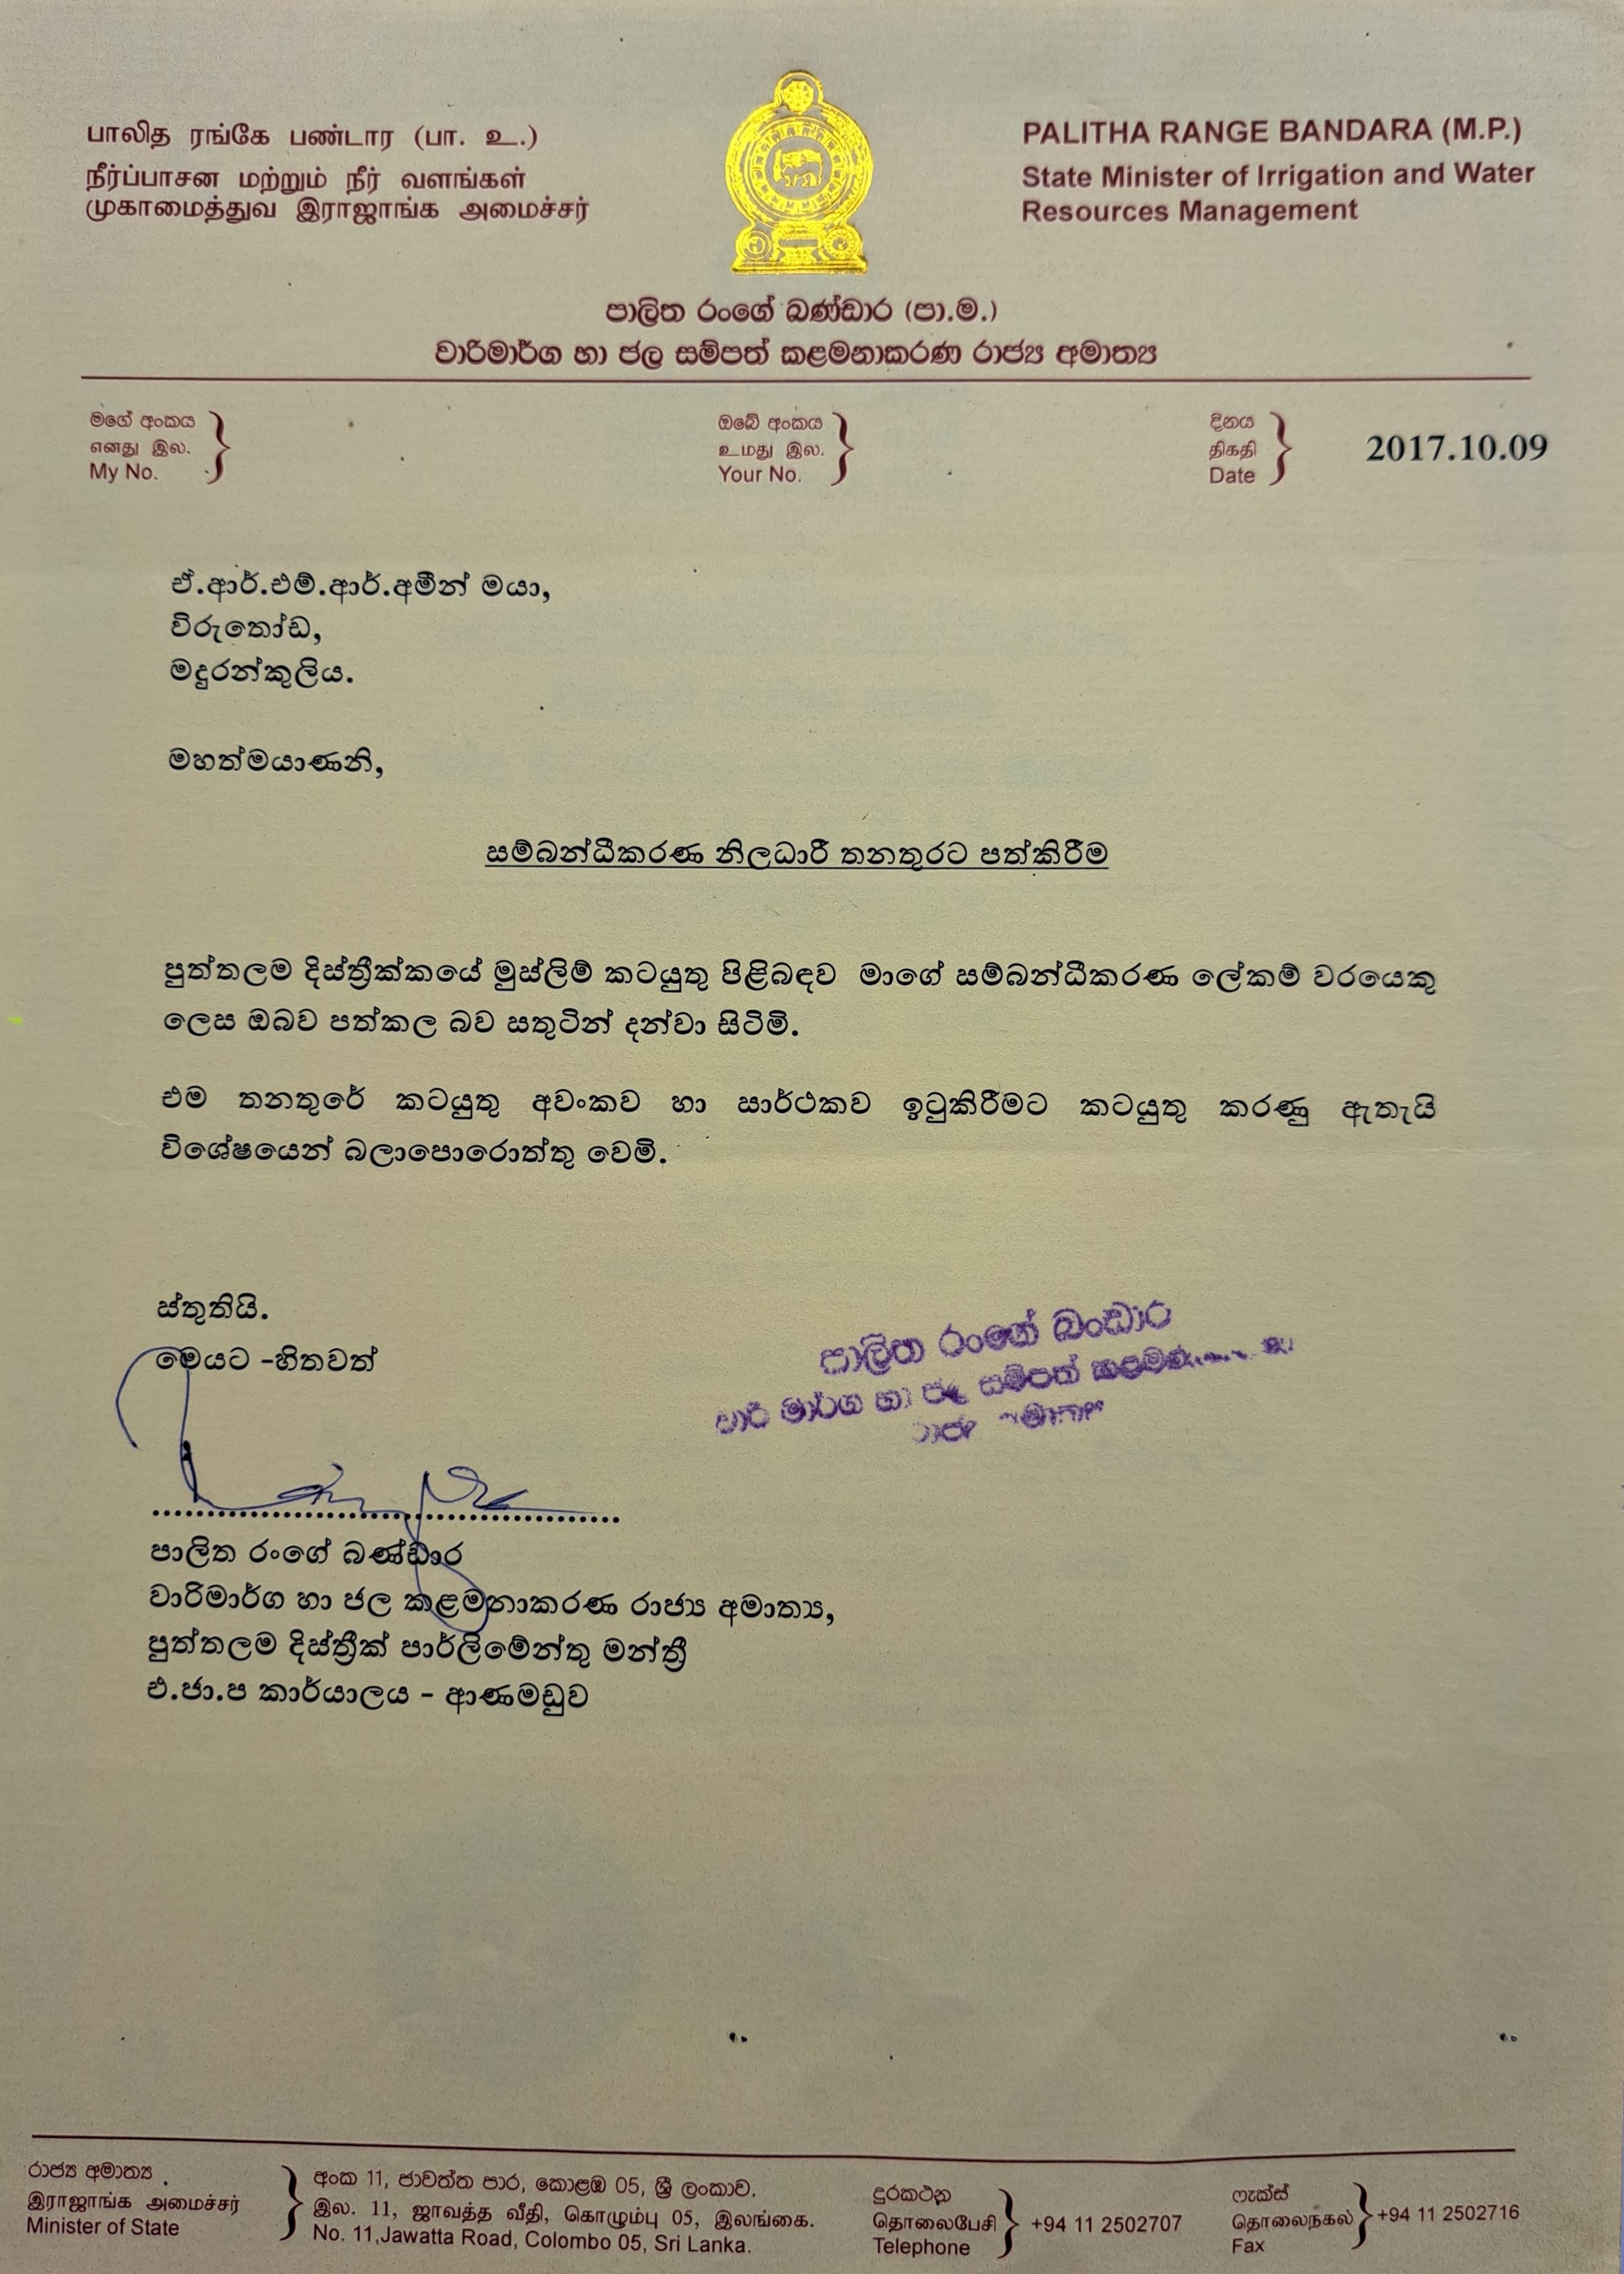 பாலித ரங்கே பண்டார (பா. உ.)
நீர்ப்பாசன மற்றும் நீர் வளங்கள்
முகாமைத்துவ இராஜாங்க அமைச்சர்
PALITHA RANGE BANDARA (M.P.)
State Minister of Irrigation and Water
Resources Management
පාලිත රංගේ බණ්ඩාර (පා.ම.)
වාරිමාර්ග හා ජල සම්පත් කළමනාකරණ රාජ්‍ය අමාත්‍ය
මගේ අංකය
எனது இல.
My No.
ඔබේ අංකය
உமது இல.
Your No.
දිනය
திகதி
Date
2017.10.09
ඒ.ආර්.එම්.ආර්.අමීන් මයා,
විරුතෝඩ,
මදුරන්කුලිය.
මහත්මයාණනි,
සම්බන්ධීකරණ නිලධාරී තනතුරට පත්කිරීම
පුත්තලම දිස්ත්‍රීක්කයේ මුස්ලිම් කටයුතු පිළිබඳව මාගේ සම්බන්ධීකරණ ලේකම් වරයෙකු
ලෙස ඔබව පත්කල බව සතුටින් දන්වා සිටිමි.
එම තනතුරේ කටයුතු අවංකව හා සාර්ථකව ඉටුකිරීමට කටයුතු කරණු ඇතැයි
විශේෂයෙන් බලාපොරොත්තු වෙමි.
ස්තුතියි.
මෙයට -හිතවත්
පාලිත රංගේ බංඩාර
වාරි මාර්ග හා ජල සම්පත්
පාලිත රංගේ බණ්ඩාර
වාරිමාර්ග හා ජල කළමනාකරණ රාජ්‍ය අමාත්‍ය,
පුත්තලම දිස්ත්‍රීක් පාර්ලිමේන්තු මන්ත්‍රී
එ.ජා.ප කාර්යාලය - ආණමඩුව
රාජ්‍ය අමාත්‍ය
இராஜாங்க அமைச்சர்
Minister of State
අංක 11, ජාවත්ත පාර, කොළඹ 05, ශ්‍රී ලංකාව.
இல. 11, ஜாவத்த வீதி, கொழும்பு 05, இலங்கை.
No. 11,Jawatta Road, Colombo 05, Sri Lanka.
දුරකථන
தொலைபேசி
Telephone
+94 11 2502707
ෆැක්ස්
தொலைநகல்
Fax
+94 11 2502716